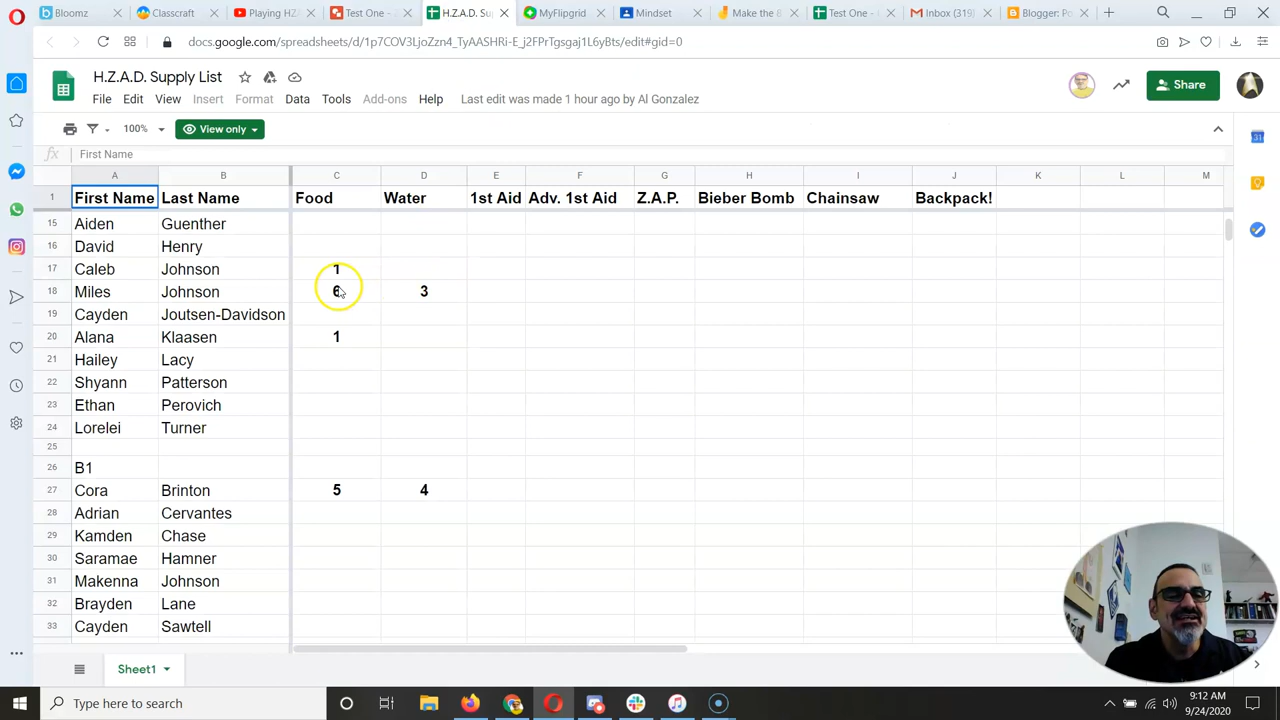 Bloomz
Classcraft
Playing HZ
Test One - 2
H.Z.A.D. Sup
MyFlipgrid
Mindset
Make the 8
Test One -
Inbox (319)
Blogger: Po
docs.google.com/spreadsheets/d/1p7COV3LjoZzn4_TyAASHRi-E_j2FPrTgsgaj1L6yBts/edit#gid=0
H.Z.A.D. Supply List
Share
File Edit View Insert Format Data Tools Add-ons Help Last edit was made 1 hour ago by Al Gonzalez
100% View only
fx First Name
A B C D E F G H I J K L M
1 First Name Last Name Food Water 1st Aid Adv. 1st Aid Z.A.P. Bieber Bomb Chainsaw Backpack!
15 Aiden Guenther
16 David Henry
17 Caleb Johnson 1
18 Miles Johnson 6 3
19 Cayden Joutsen-Davidson
20 Alana Klaasen 1
21 Hailey Lacy
22 Shyann Patterson
23 Ethan Perovich
24 Lorelei Turner
25
26 B1
27 Cora Brinton 5 4
28 Adrian Cervantes
29 Kamden Chase
30 Saramae Hamner
31 Makenna Johnson
32 Brayden Lane
33 Cayden Sawtell
Sheet1
Type here to search
9:12 AM
9/24/2020